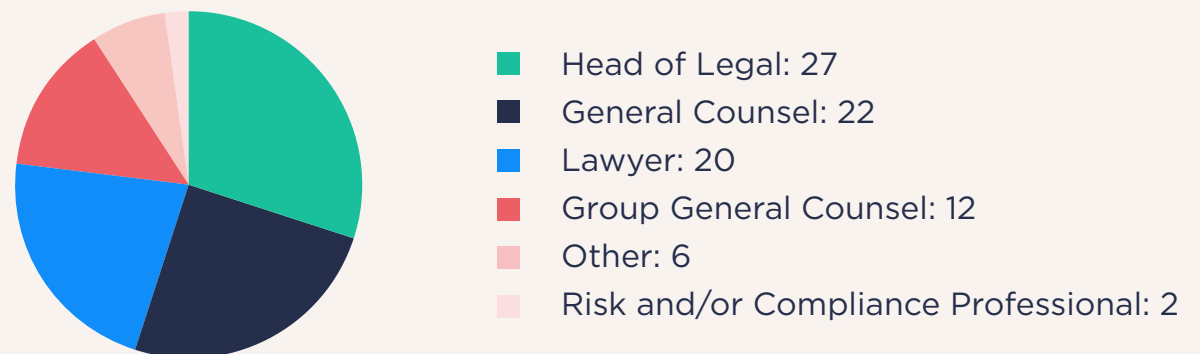 Head of Legal: 27
General Counsel: 22
Lawyer: 20
Group General Counsel: 12
Other: 6
Risk and/or Compliance Professional: 2